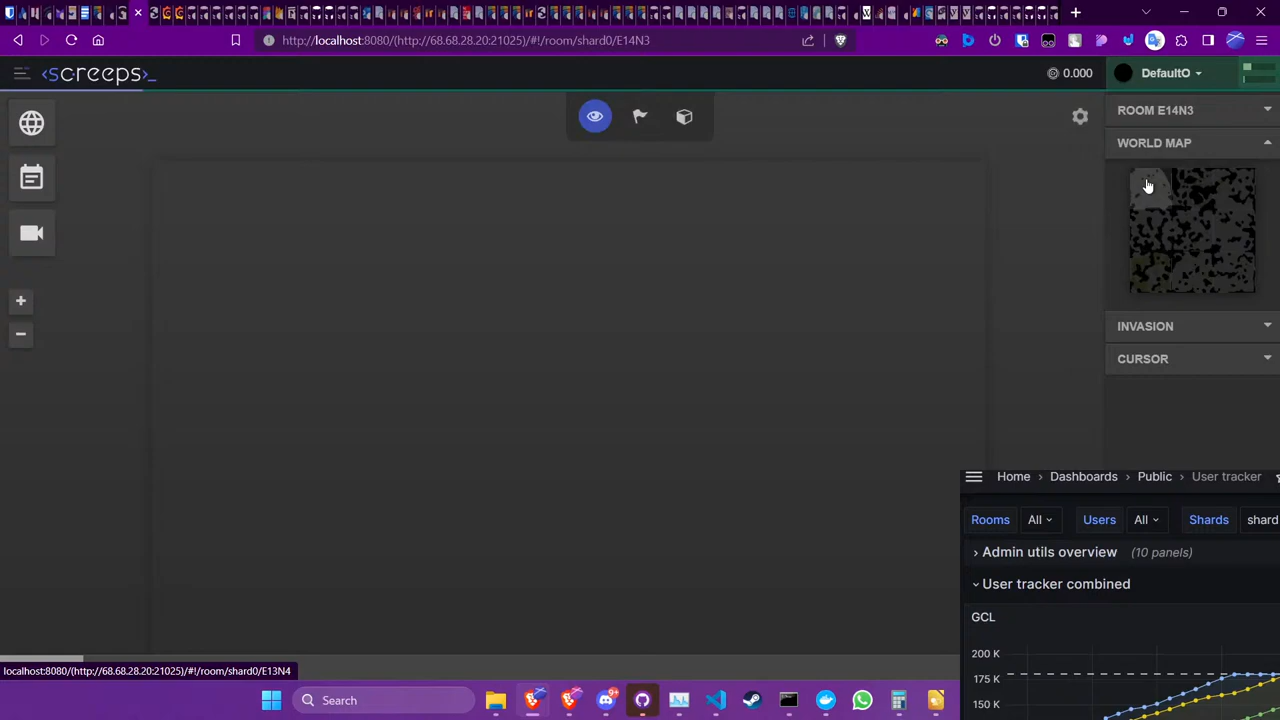 http://localhost:8080/(http://68.68.28.20:21025)/#!/room/shard0/E14N3
screeps
0.000
DefaultO
ROOM E14N3
WORLD MAP
INVASION
CURSOR
Home › Dashboards › Public › User tracker
Rooms All Users All Shards shard
Admin utils overview (10 panels)
User tracker combined
GCL
200 K
175 K
150 K
localhost:8080/(http://68.68.28.20:21025)/#!/room/shard0/E13N4
Search